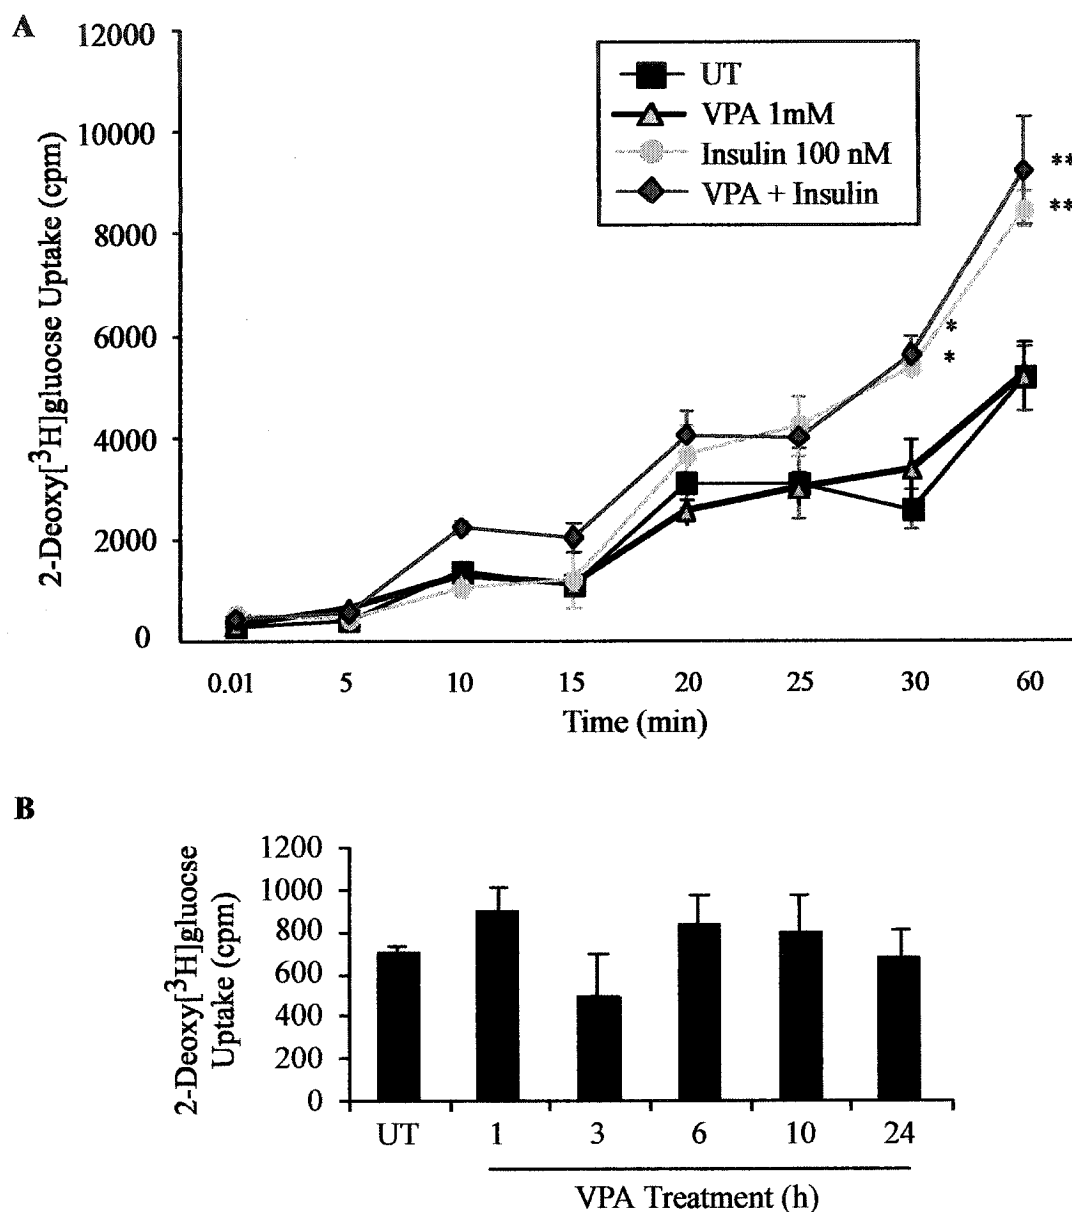 A
2-Deoxy[³H]gluocse Uptake (cpm)
12000
10000
8000
6000
4000
2000
0
UT
VPA 1mM
Insulin 100 nM
VPA + Insulin
**
**
*
*
0.01 5 10 15 20 25 30 60
Time (min)
B
2-Deoxy[³H]gluocse
Uptake (cpm)
1200
1000
800
600
400
200
0
UT 1 3 6 10 24
VPA Treatment (h)